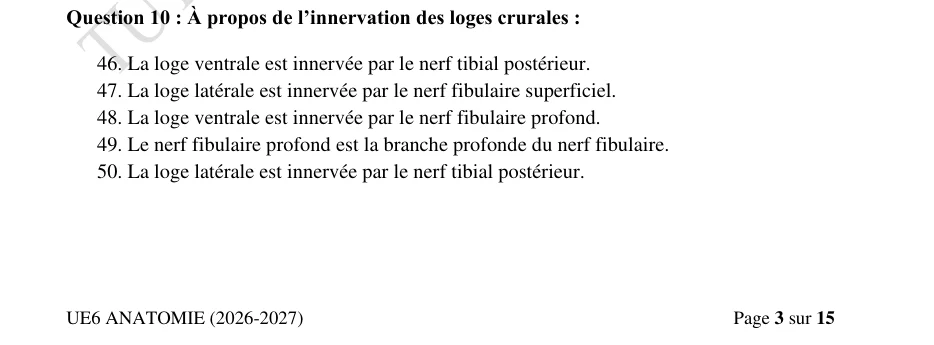 Question 10 : À propos de l'innervation des loges crurales :
46. La loge ventrale est innervée par le nerf tibial postérieur.
47. La loge latérale est innervée par le nerf fibulaire superficiel.
48. La loge ventrale est innervée par le nerf fibulaire profond.
49. Le nerf fibulaire profond est la branche profonde du nerf fibulaire.
50. La loge latérale est innervée par le nerf tibial postérieur.
UE6 ANATOMIE (2026-2027)
Page 3 sur 15